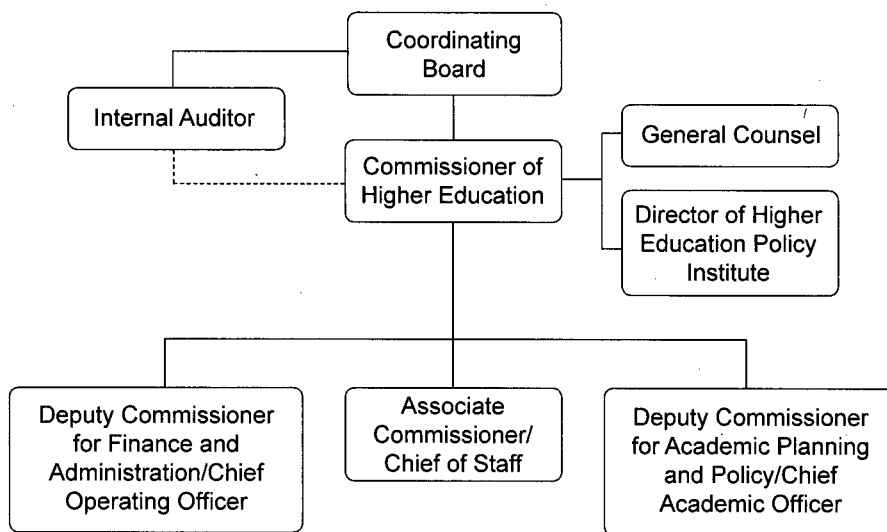 Coordinating
Board
Internal Auditor
General Counsel
Commissioner of
Higher Education
Director of Higher
Education Policy
Institute
Deputy Commissioner
for Finance and
Administration/Chief
Operating Officer
Associate
Commissioner/
Chief of Staff
Deputy Commissioner
for Academic Planning
and Policy/Chief
Academic Officer